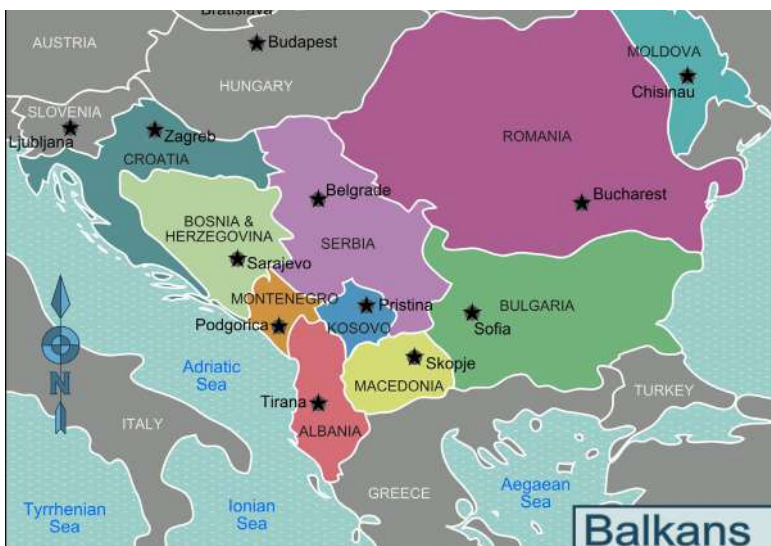 Bratislava
AUSTRIA
Budapest
MOLDOVA
Chisinau
HUNGARY
SLOVENIA
Ljubljana
Zagreb
ROMANIA
CROATIA
Belgrade
Bucharest
BOSNIA &
HERZEGOVINA
SERBIA
Sarajevo
MONTENEGRO
Pristina
BULGARIA
Podgorica
KOSOVO
Sofia
Adriatic
Sea
Skopje
MACEDONIA
TURKEY
N
Tirana
ITALY
ALBANIA
GREECE
Aegaean
Sea
Tyrrhenian
Sea
Ionian
Sea
Balkans